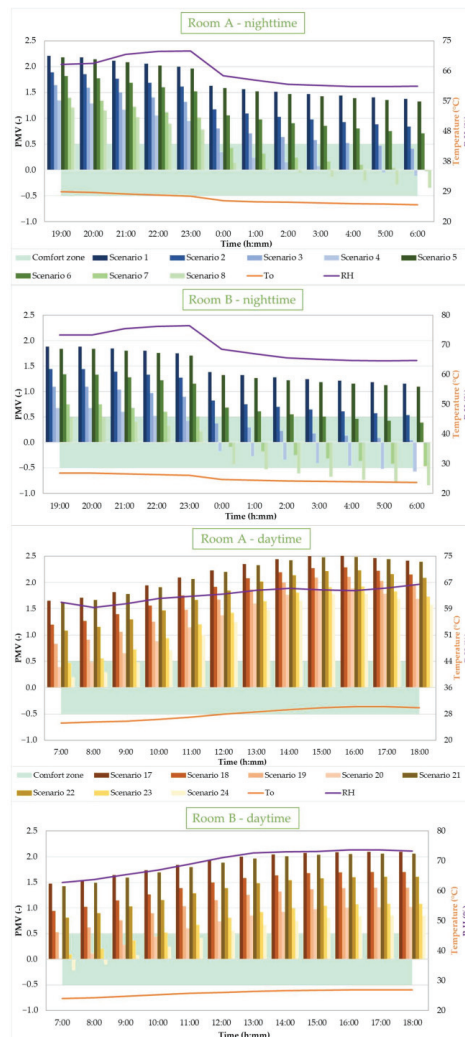 Room A - nighttime
2.5
2.0
1.5
1.0
0.5
0.0
−0.5
−1.0
PMV (-)
75
66
57
48
38
29
20
Temperature (°C)
19:00 20:00 21:00 22:00 23:00 0:00 1:00 2:00 3:00 4:00 5:00 6:00
Time (h:mm)
Comfort zone Scenario 1 Scenario 2 Scenario 3 Scenario 4 Scenario 5
Scenario 6 Scenario 7 Scenario 8 To RH
Room B - nighttime
2.5
2.0
1.5
1.0
0.5
0.0
−0.5
−1.0
PMV (-)
80
70
60
50
40
30
20
Temperature (°C)
19:00 20:00 21:00 22:00 23:00 0:00 1:00 2:00 3:00 4:00 5:00 6:00
Time (h:mm)
Room A - daytime
2.5
2.0
1.5
1.0
0.5
0.0
−0.5
−1.0
PMV (-)
75
67
59
51
44
36
28
20
Temperature (°C)
7:00 8:00 9:00 10:00 11:00 12:00 13:00 14:00 15:00 16:00 17:00 18:00
Time (h:mm)
Comfort zone Scenario 17 Scenario 18 Scenario 19 Scenario 20 Scenario 21
Scenario 22 Scenario 23 Scenario 24 To RH
Room B - daytime
2.5
2.0
1.5
1.0
0.5
0.0
−0.5
−1.0
PMV (-)
80
73
63
48
40
30
20
Temperature (°C)
7:00 8:00 9:00 10:00 11:00 12:00 13:00 14:00 15:00 16:00 17:00 18:00
Time (h:mm)